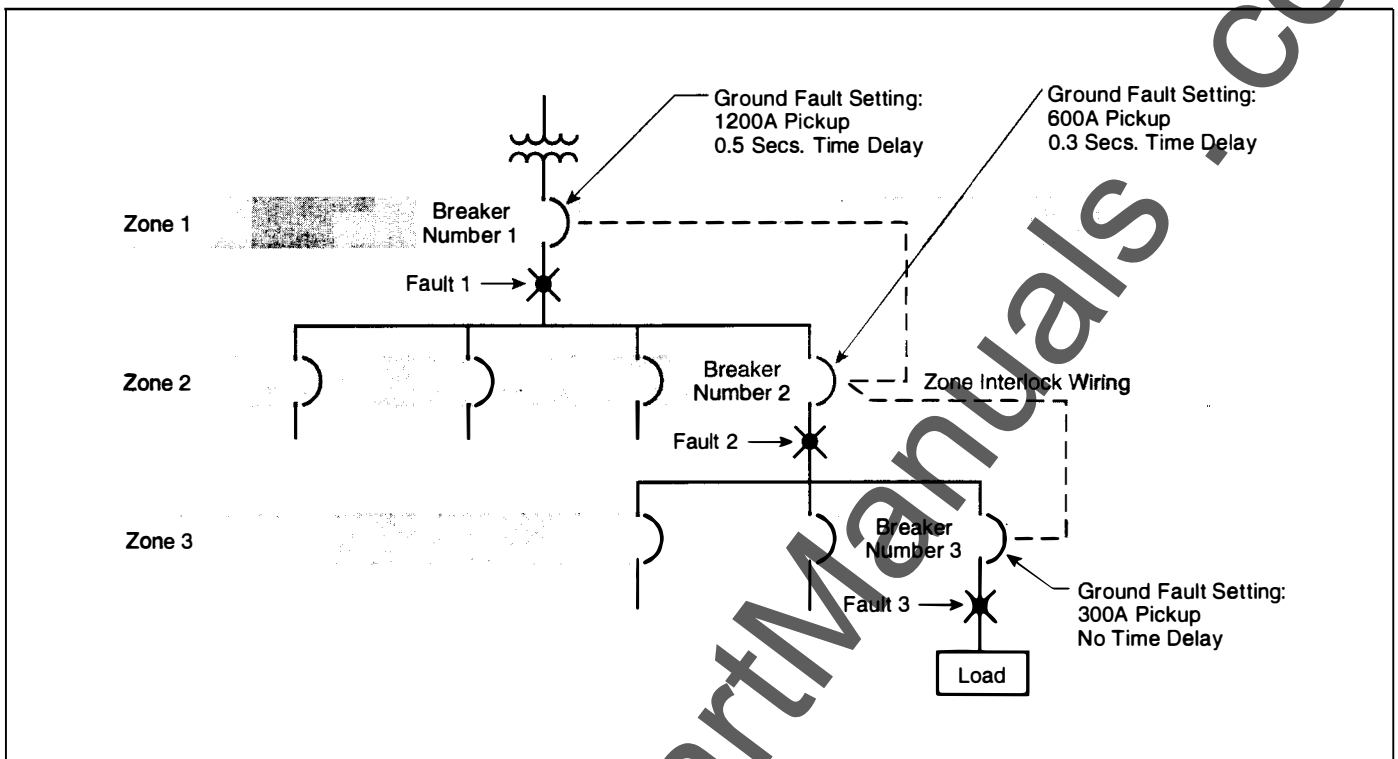 Ground Fault Setting:
1200A Pickup
0.5 Secs. Time Delay
Ground Fault Setting:
600A Pickup
0.3 Secs. Time Delay
Zone 1
Breaker
Number 1
Fault 1
Zone 2
Breaker
Number 2
Zone Interlock Wiring
Fault 2
Zone 3
Breaker
Number 3
Fault 3
Ground Fault Setting:
300A Pickup
No Time Delay
Load
artManuals . co